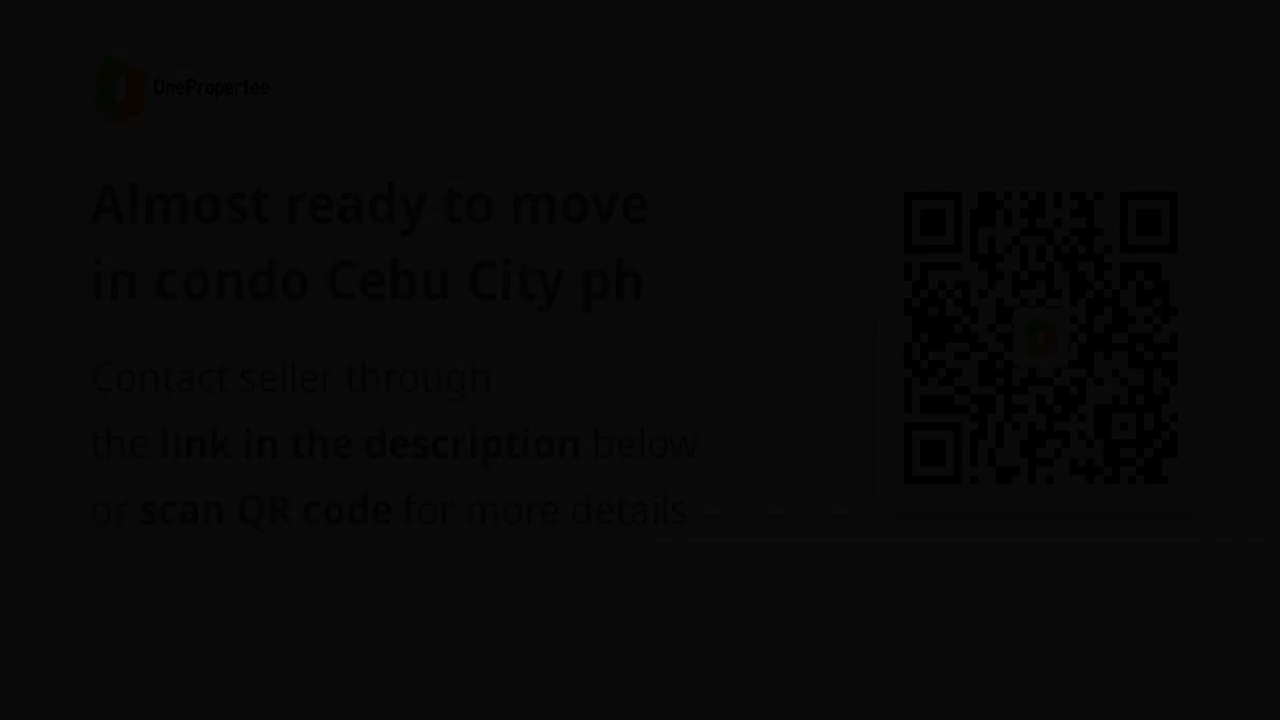 OnePropertee
Almost ready to move
in condo Cebu City ph
Contact seller through
the link in the description below
or scan QR code for more details